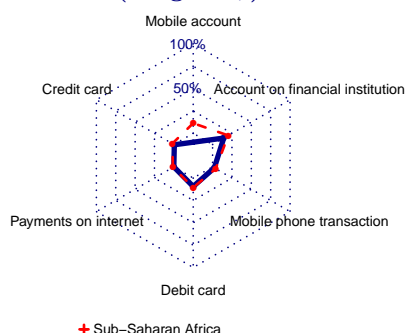 Mobile account
100%
50%
Credit card
Account on financial institution
Payments on internet
Mobile phone transaction
Debit card
Sub−Saharan Africa